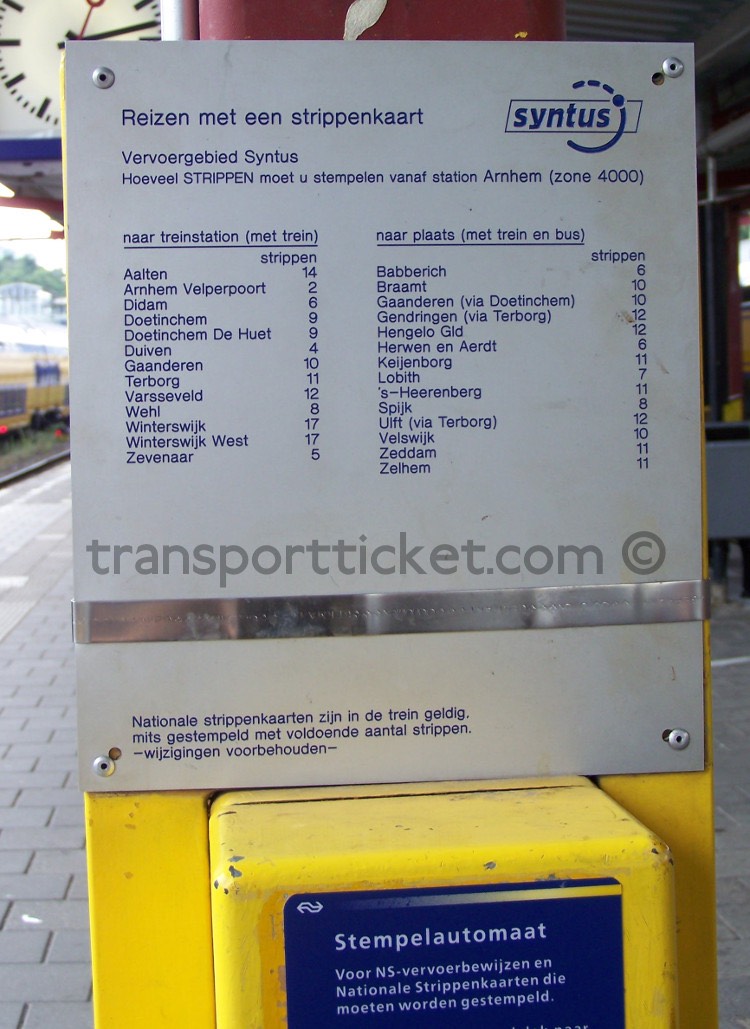 Reizen met een strippenkaart
syntus
Vervoergebied Syntus
Hoeveel STRIPPEN moet u stempelen vanaf station Arnhem (zone 4000)
naar treinstation (met trein)
strippen
Aalten 14
Arnhem Velperpoort 2
Didam 6
Doetinchem 9
Doetinchem De Huet 9
Duiven 4
Gaanderen 10
Terborg 11
Varsseveld 12
Wehl 8
Winterswijk 17
Winterswijk West 17
Zevenaar 5
naar plaats (met trein en bus)
strippen
Babberich 6
Braamt 10
Gaanderen (via Doetinchem) 10
Gendringen (via Terborg) 12
Hengelo Gld 12
Herwen en Aerdt 6
Keijenborg 11
Lobith 7
's-Heerenberg 11
Spijk 8
Ulft (via Terborg) 12
Velswijk 10
Zeddam 11
Zelhem 11
transportticket.com ©
Nationale strippenkaarten zijn in de trein geldig.
mits gestempeld met voldoende aantal strippen.
-wijzigingen voorbehouden-
Stempelautomaat
Voor NS-vervoerbewijzen en
Nationale Strippenkaarten die
moeten worden gestempeld.